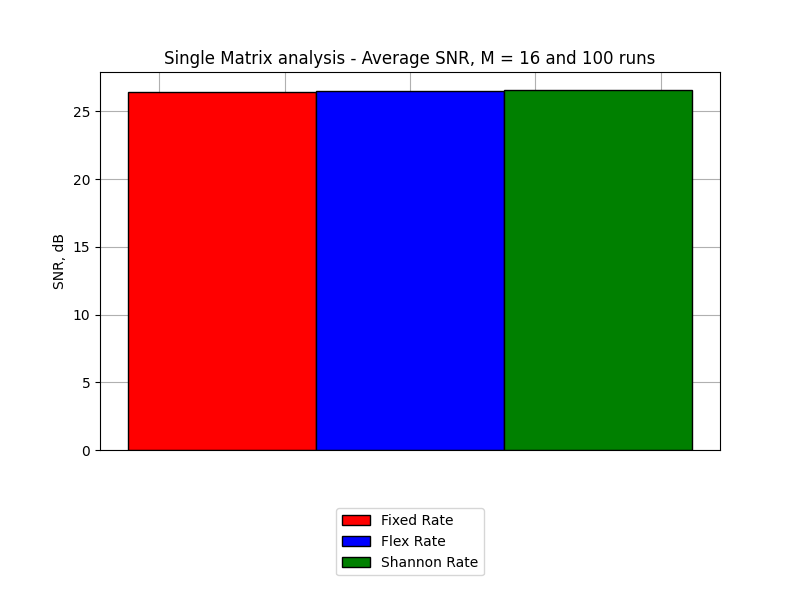 Single Matrix analysis - Average SNR, M = 16 and 100 runs
25
20
15
10
5
0
SNR, dB
Fixed Rate
Flex Rate
Shannon Rate